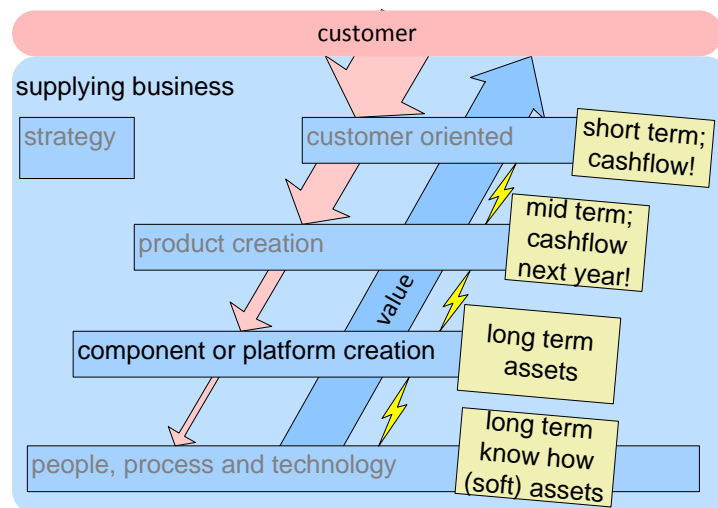 customer
supplying business
strategy
customer oriented
short term;
cashflow!
product creation
mid term;
cashflow
next year!
value
component or platform creation
long term
assets
people, process and technology
long term
know how
(soft) assets